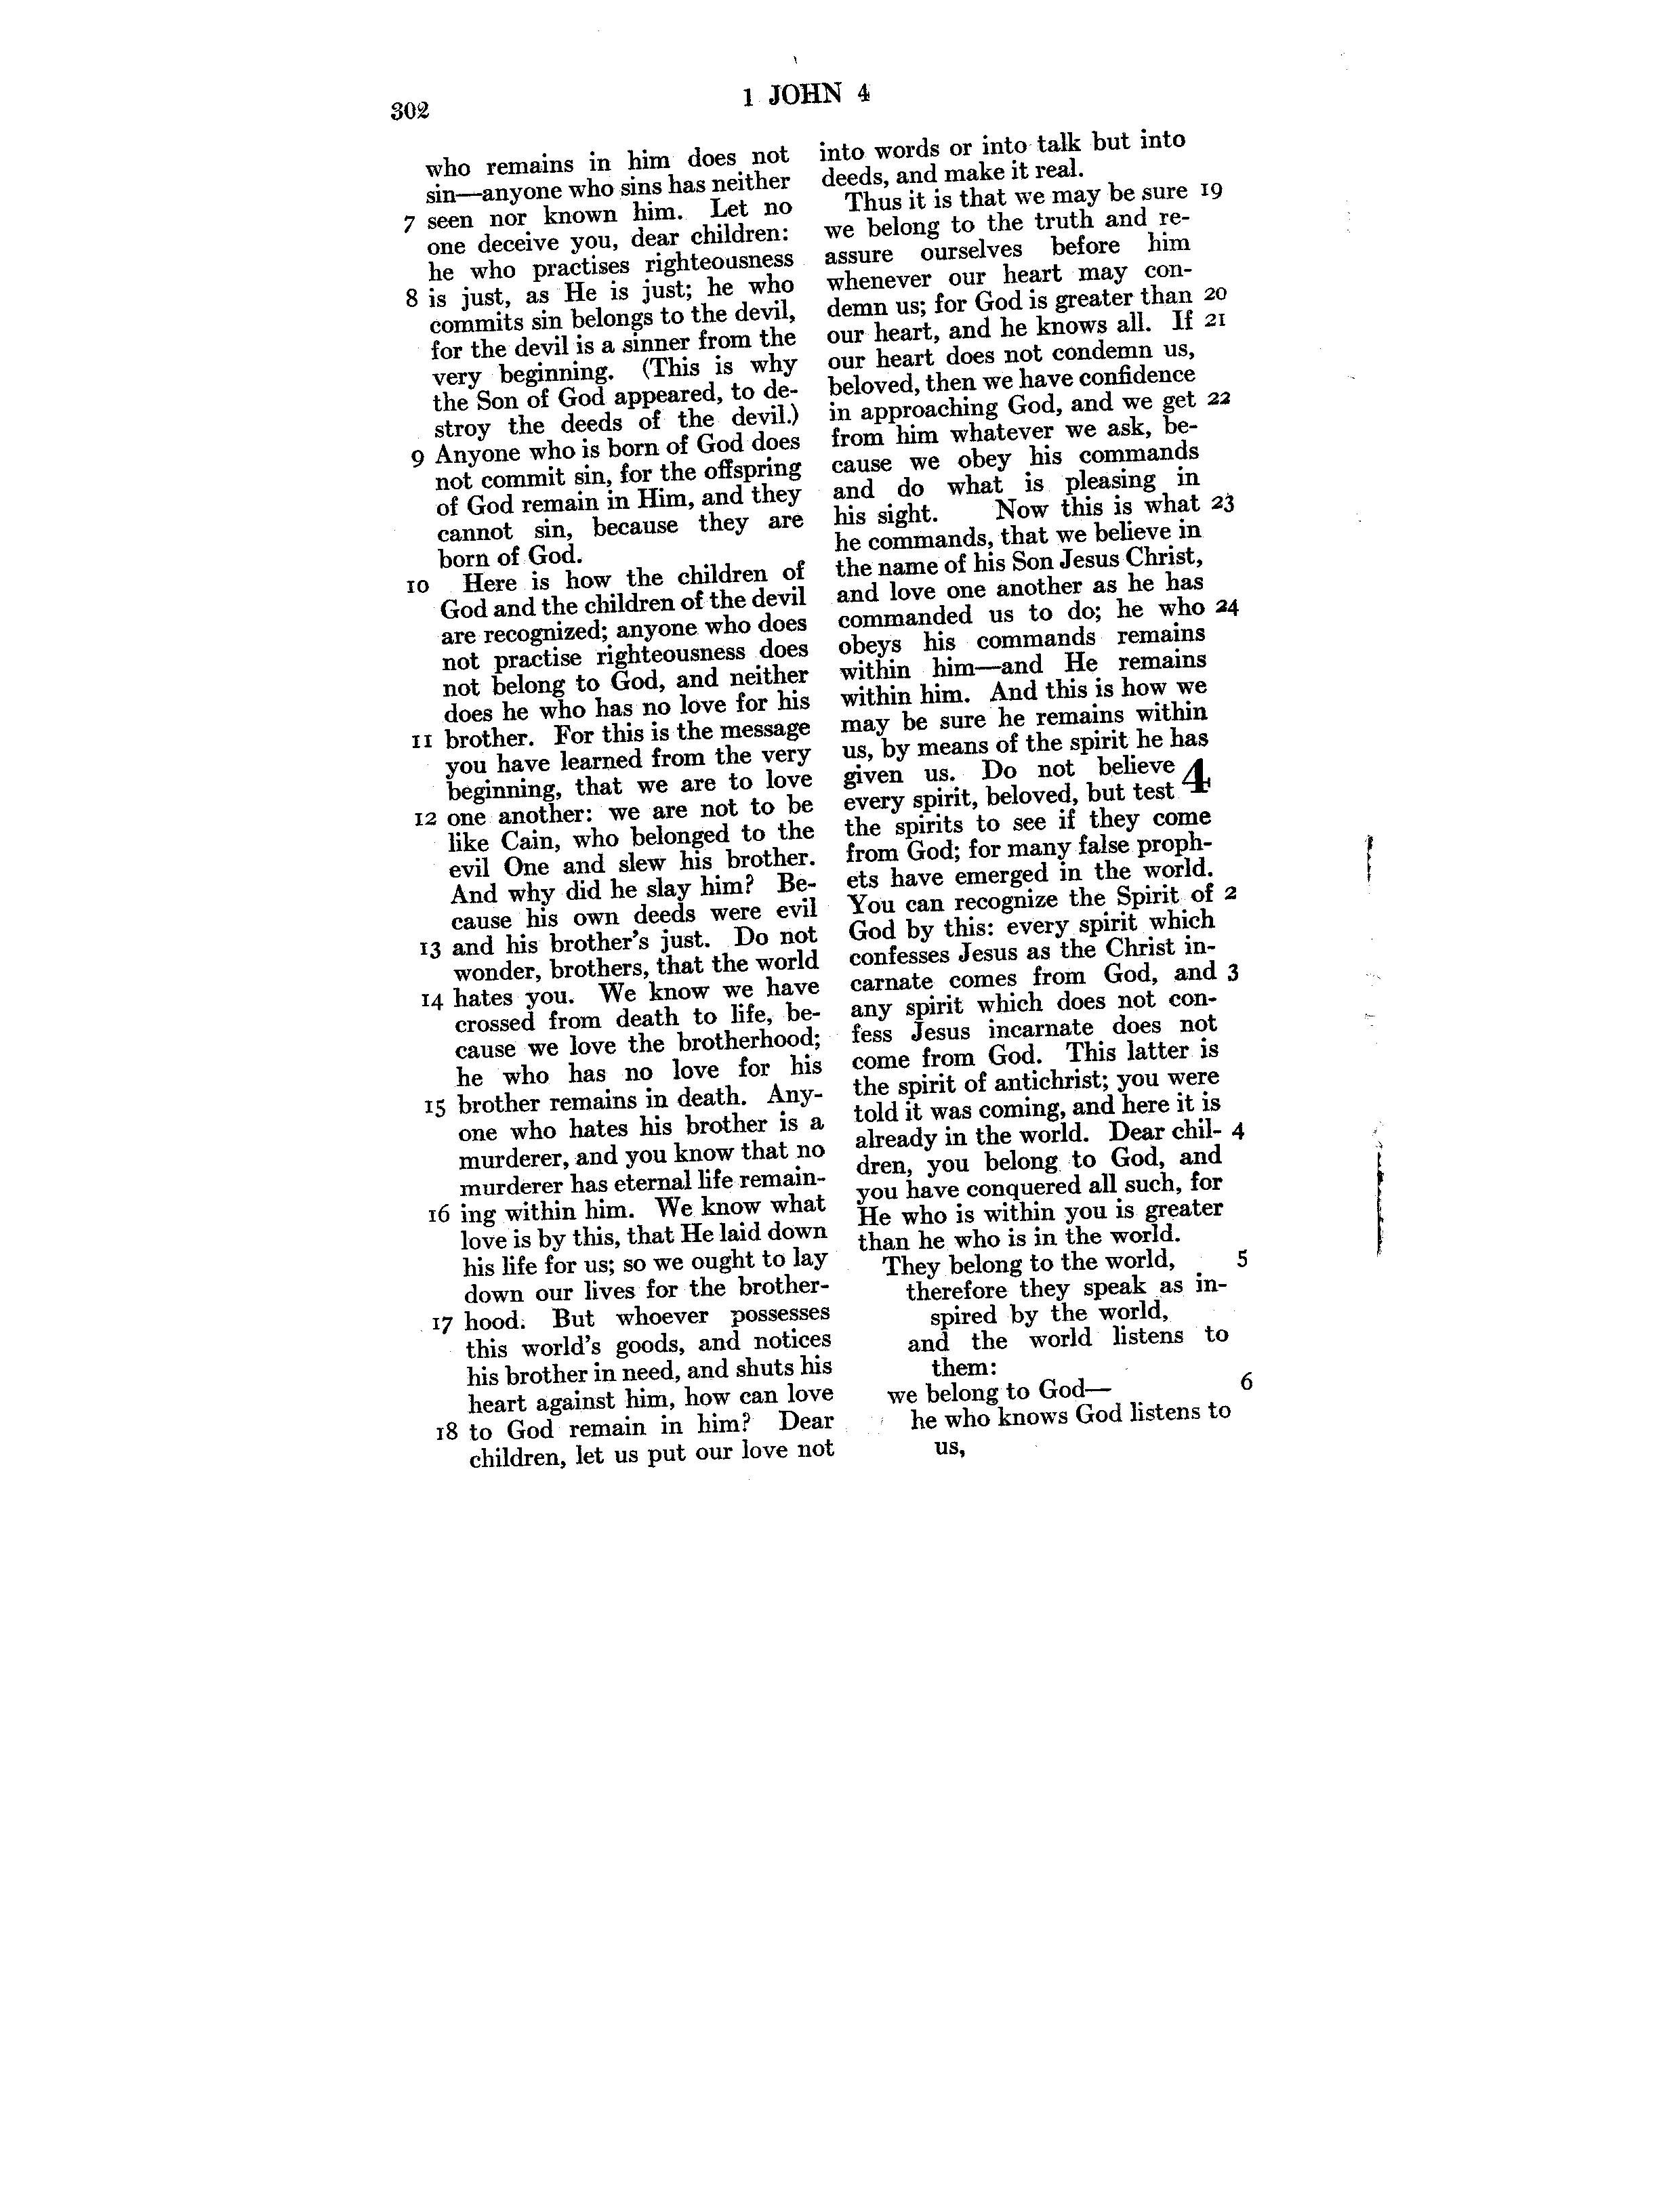 302
1 JOHN 4
who remains in him does not
sin—anyone who sins has neither
7 seen nor known him. Let no
one deceive you, dear children:
he who practises righteousness
8 is just, as He is just; he who
commits sin belongs to the devil,
for the devil is a sinner from the
very beginning. (This is why
the Son of God appeared, to de-
stroy the deeds of the devil.)
9 Anyone who is born of God does
not commit sin, for the offspring
of God remain in Him, and they
cannot sin, because they are
born of God.
10 Here is how the children of
God and the children of the devil
are recognized; anyone who does
not practise righteousness does
not belong to God, and neither
does he who has no love for his
11 brother. For this is the message
you have learned from the very
beginning, that we are to love
12 one another: we are not to be
like Cain, who belonged to the
evil One and slew his brother.
And why did he slay him? Be-
cause his own deeds were evil
13 and his brother's just. Do not
wonder, brothers, that the world
14 hates you. We know we have
crossed from death to life, be-
cause we love the brotherhood;
he who has no love for his
15 brother remains in death. Any-
one who hates his brother is a
murderer, and you know that no
murderer has eternal life remain-
16 ing within him. We know what
love is by this, that He laid down
his life for us; so we ought to lay
down our lives for the brother-
17 hood. But whoever possesses
this world's goods, and notices
his brother in need, and shuts his
heart against him, how can love
18 to God remain in him? Dear
children, let us put our love not
into words or into talk but into
deeds, and make it real.
Thus it is that we may be sure 19
we belong to the truth and re-
assure ourselves before him
whenever our heart may con-
demn us; for God is greater than 20
our heart, and he knows all. If 21
our heart does not condemn us,
beloved, then we have confidence
in approaching God, and we get 22
from him whatever we ask, be-
cause we obey his commands
and do what is pleasing in
his sight. Now this is what 23
he commands, that we believe in
the name of his Son Jesus Christ,
and love one another as he has
commanded us to do; he who 24
obeys his commands remains
within him—and He remains
within him. And this is how we
may be sure he remains within
us, by means of the spirit he has
given us. Do not believe 4
every spirit, beloved, but test
the spirits to see if they come
from God; for many false proph-
ets have emerged in the world.
You can recognize the Spirit of 2
God by this: every spirit which
confesses Jesus as the Christ in-
carnate comes from God, and 3
any spirit which does not con-
fess Jesus incarnate does not
come from God. This latter is
the spirit of antichrist; you were
told it was coming, and here it is
already in the world. Dear chil- 4
dren, you belong to God, and
you have conquered all such, for
He who is within you is greater
than he who is in the world.
They belong to the world, 5
therefore they speak as in-
spired by the world,
and the world listens to
them:
we belong to God— 6
he who knows God listens to
us,